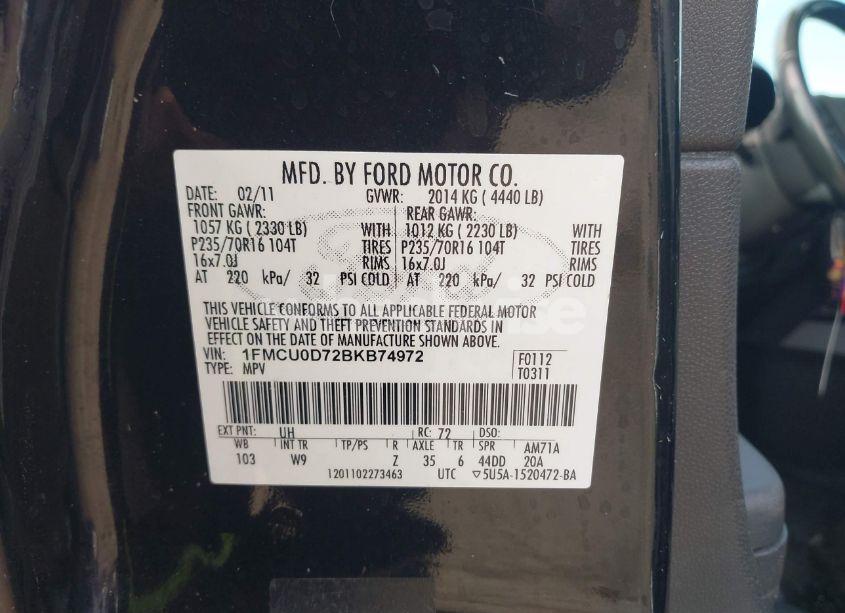 MFD. BY FORD MOTOR CO.
DATE: 02/11 GVWR: 2014 KG ( 4440 LB)
FRONT GAWR: REAR GAWR:
1057 KG ( 2330 LB) WITH 1012 KG ( 2230 LB) WITH
P235/70R16 104T TIRES P235/70R16 104T TIRES
16x7.0J RIMS 16x7.0J RIMS
AT 220 kPa/ 32 PSI COLD AT 220 kPa/ 32 PSI COLD
THIS VEHICLE CONFORMS TO ALL APPLICABLE FEDERAL MOTOR
VEHICLE SAFETY AND THEFT PREVENTION STANDARDS IN
EFFECT ON THE DATE OF MANUFACTURE SHOWN ABOVE.
VIN: 1FMCU0D72BKB74972 F0112
TYPE: MPV T0311
EXT PNT: UH RC: 72 DSO:
WB INT TR TP/PS R AXLE TR SPR AM71A
103 W9 Z 35 6 44DD 20A
1201102273463 UTC ▽5U5A-1520472-BA